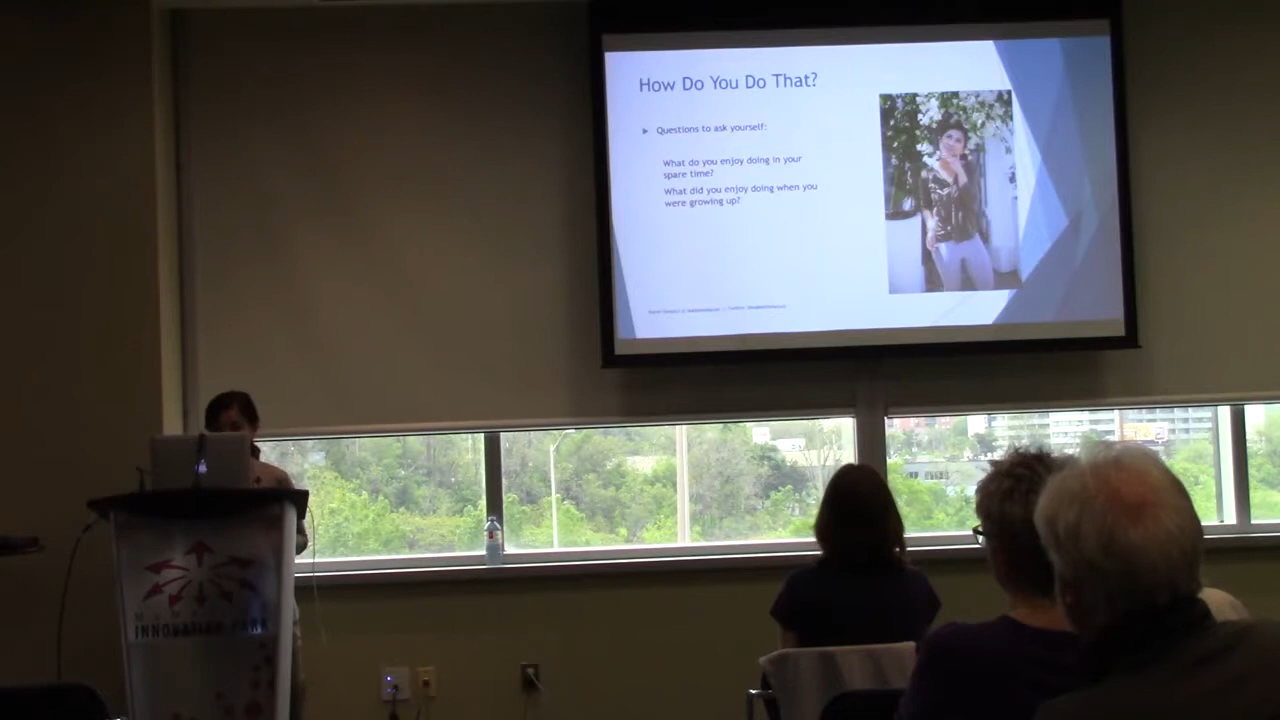 How Do You Do That?
Questions to ask yourself:
What do you enjoy doing in your
spare time?
What did you enjoy doing when you
were growing up?
INNOVATION PARK